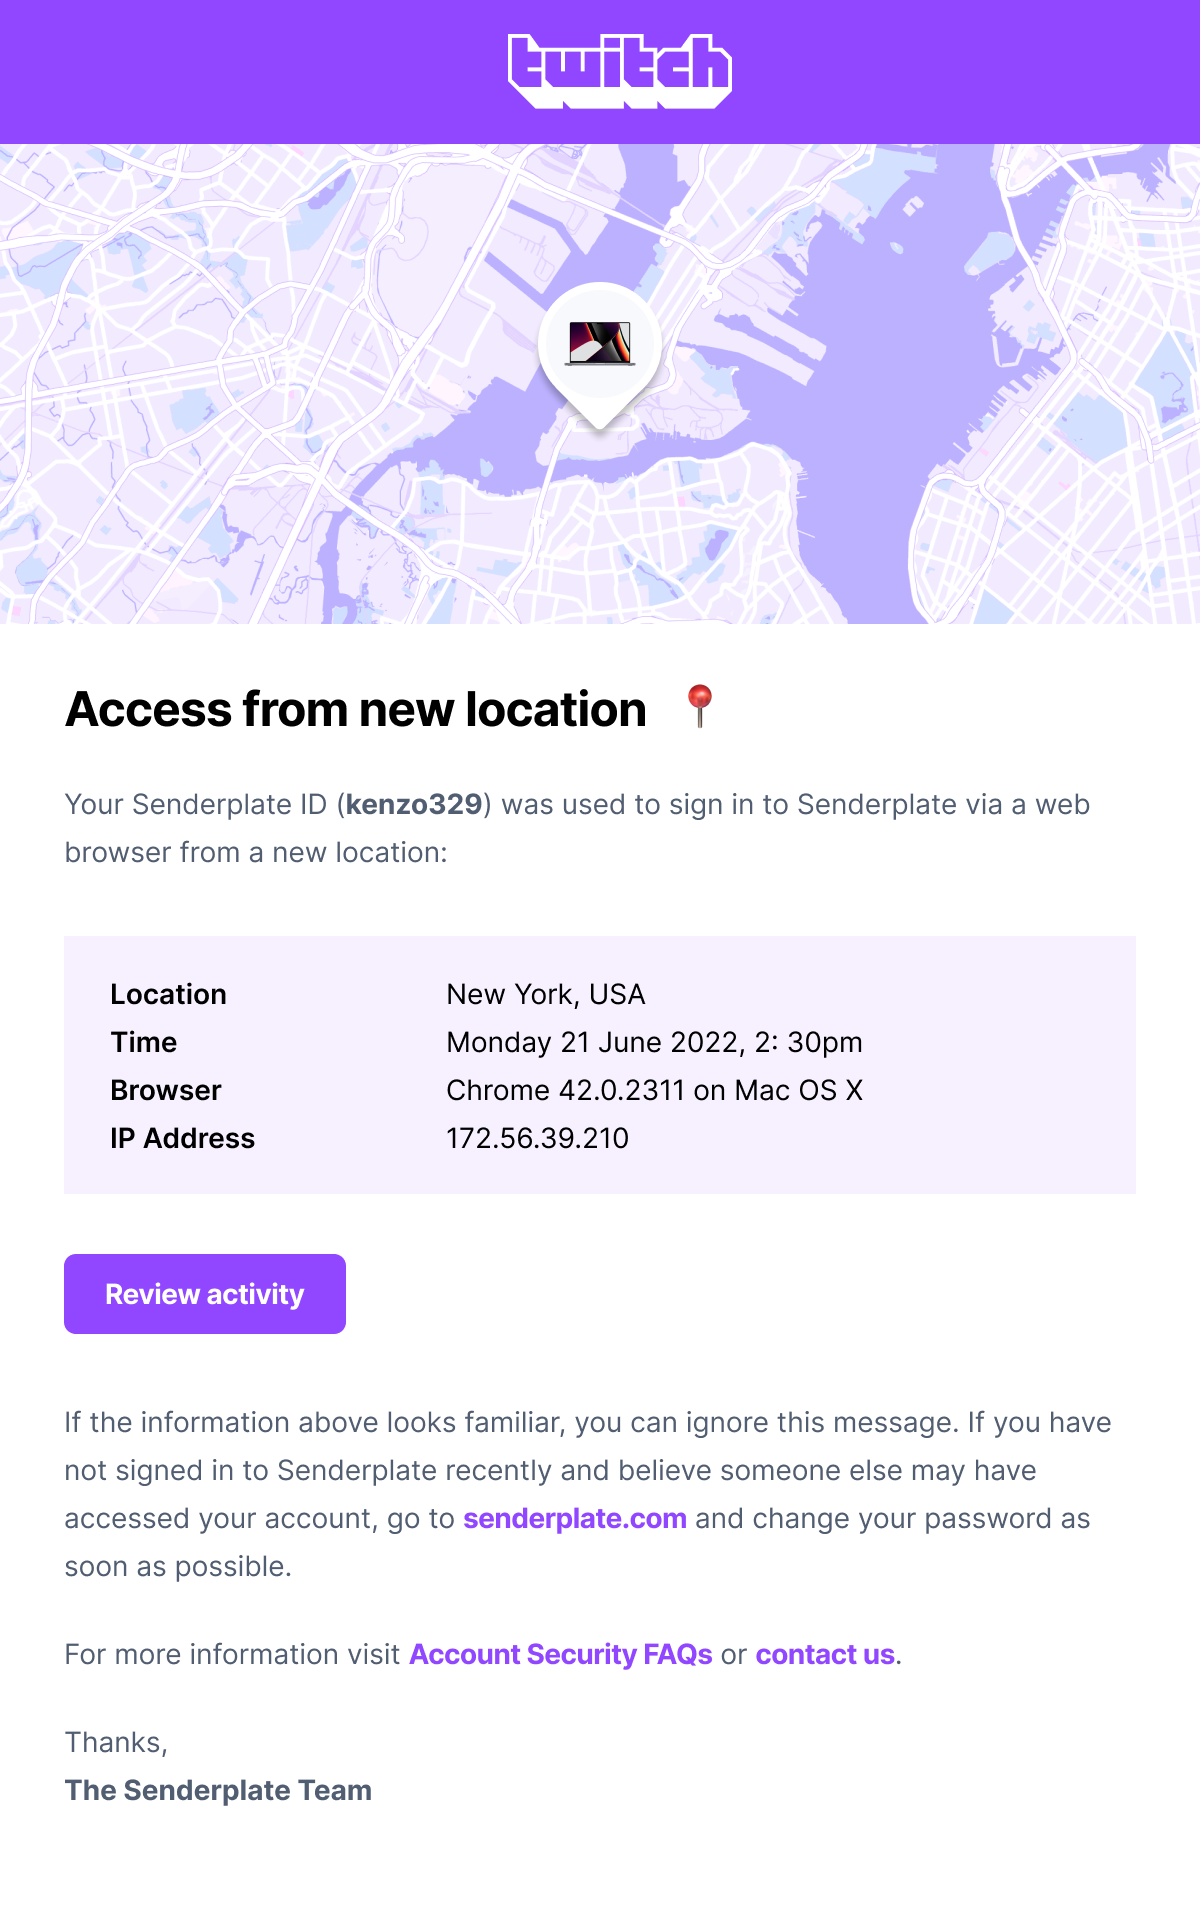 twitch
Access from new location 📍
Your Senderplate ID (kenzo329) was used to sign in to Senderplate via a web
browser from a new location:
Location New York, USA
Time Monday 21 June 2022, 2: 30pm
Browser Chrome 42.0.2311 on Mac OS X
IP Address 172.56.39.210
Review activity
If the information above looks familiar, you can ignore this message. If you have
not signed in to Senderplate recently and believe someone else may have
accessed your account, go to senderplate.com and change your password as
soon as possible.
For more information visit Account Security FAQs or contact us.
Thanks,
The Senderplate Team